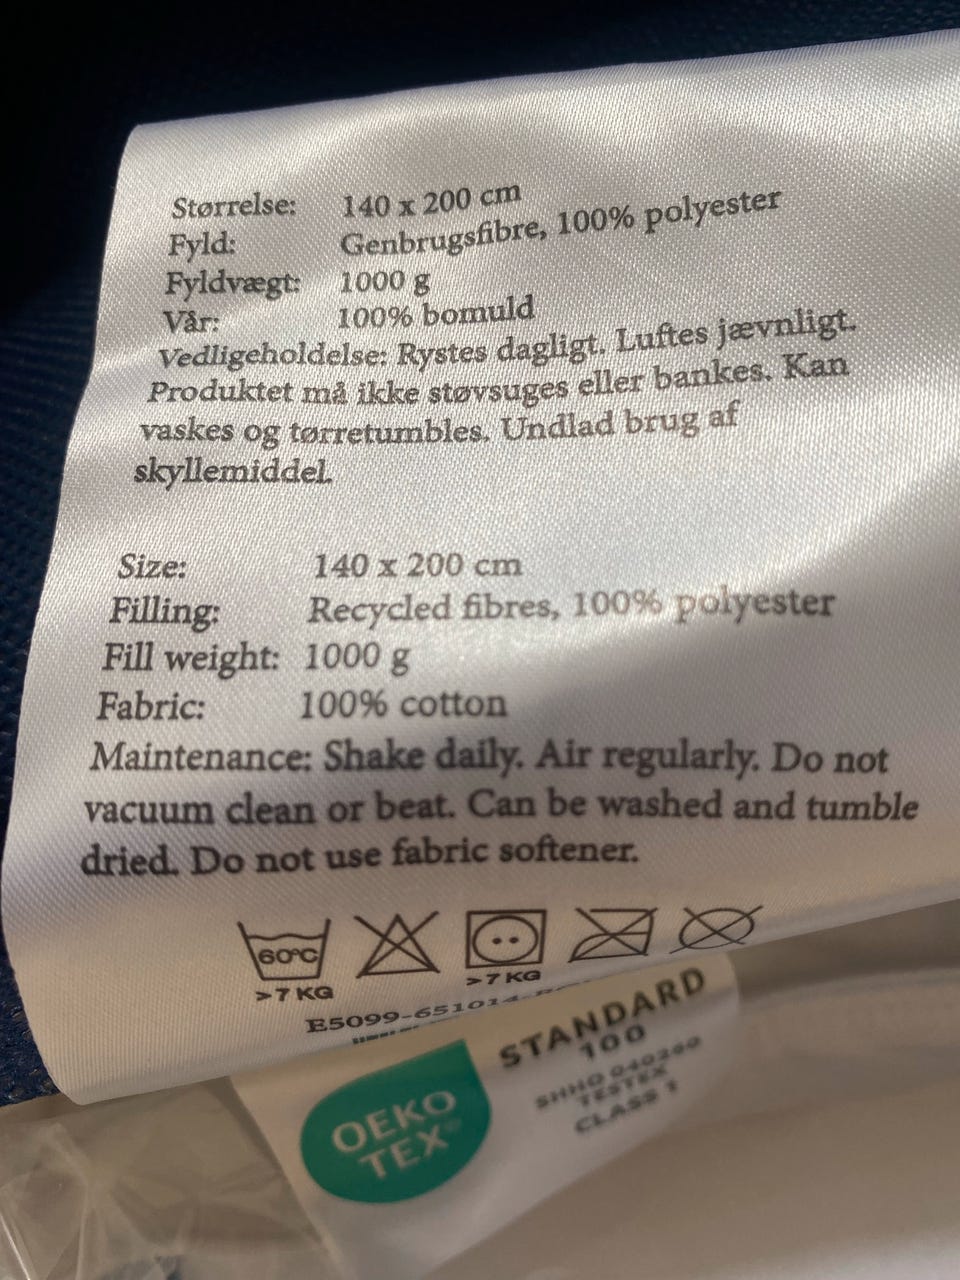 Størrelse: 140 x 200 cm
Fyld: Genbrugsfibre, 100% polyester
Fyldvægt: 1000 g
Vår: 100% bomuld
Vedligeholdelse: Rystes dagligt. Luftes jævnligt.
Produktet må ikke støvsuges eller bankes. Kan
vaskes og tørretumbles. Undlad brug af
skyllemiddel.
Size: 140 x 200 cm
Filling: Recycled fibres, 100% polyester
Fill weight: 1000 g
Fabric: 100% cotton
Maintenance: Shake daily. Air regularly. Do not
vacuum clean or beat. Can be washed and tumble
dried. Do not use fabric softener.
60°C
>7 KG >7 KG
STANDARD
100
TESTEX
CLASS 1
OEKO
TEX®